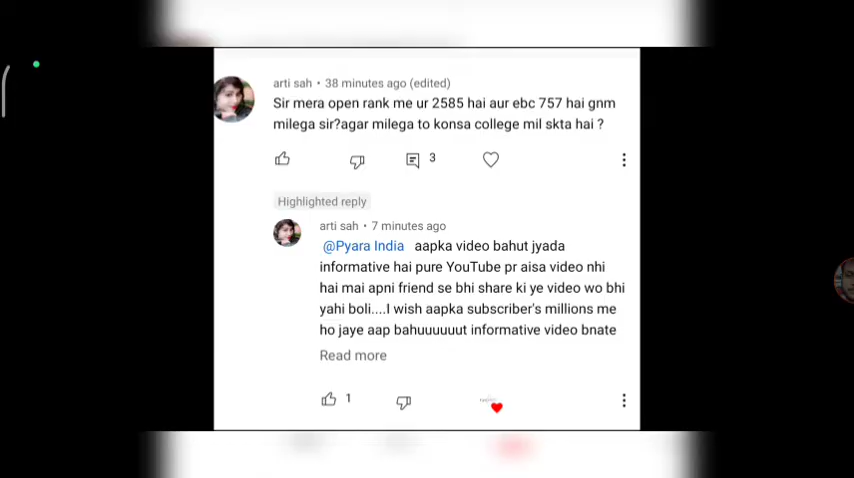 arti sah • 38 minutes ago (edited)
Sir mera open rank me ur 2585 hai aur ebc 757 hai gnm
milega sir?agar milega to konsa college mil skta hai ?
3
Highlighted reply
arti sah • 7 minutes ago
@Pyara India aapka video bahut jyada
informative hai pure YouTube pr aisa video nhi
hai mai apni friend se bhi share ki ye video wo bhi
yahi boli....I wish aapka subscriber's millions me
ho jaye aap bahuuuuuut informative video bnate
Read more
1